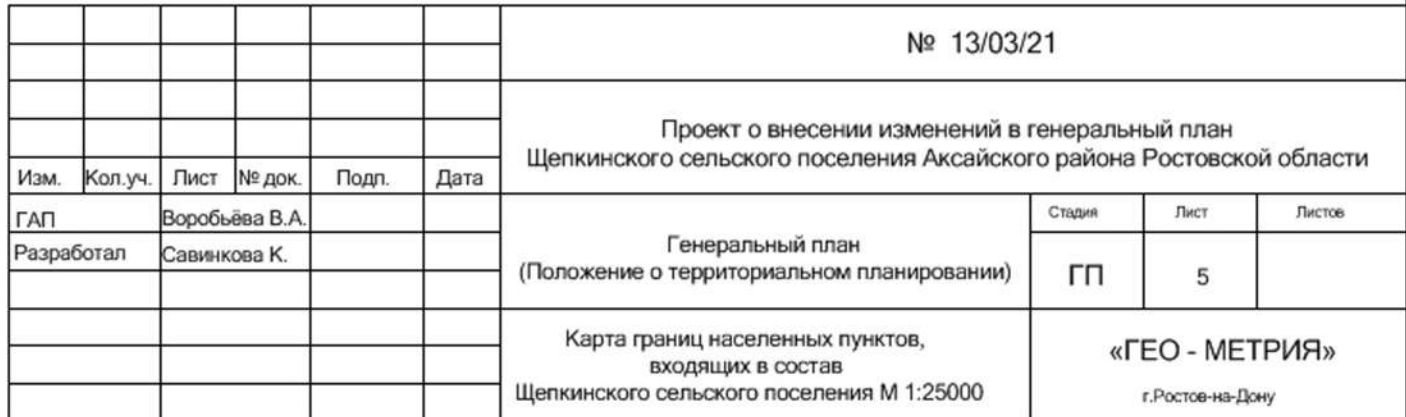 № 13/03/21
Проект о внесении изменений в генеральный план
Щепкинского сельского поселения Аксайского района Ростовской области
Изм. Кол.уч. Лист № док. Подп. Дата
ГАП Воробьёва В.А.
Разработал Савинкова К.
Генеральный план
(Положение о территориальном планировании)
Стадия Лист Листов
ГП 5
Карта границ населенных пунктов,
входящих в состав
Щепкинского сельского поселения М 1:25000
«ГЕО - МЕТРИЯ»
г.Ростов-на-Дону